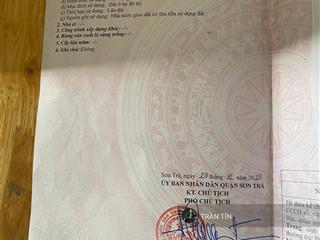 d) Mục đích sử dụng: Đất ở tại đô thị
đ) Thời hạn sử dụng: Lâu dài
g) Nguồn gốc sử dụng: Nhà nước giao đất có thu tiền sử dụng đất
2. Nhà ở: -/-
3. Công trình xây dựng khác: -/-
4. Rừng sản xuất là rừng trồng: -/-
5. Cây lâu năm: -/-
6. Ghi chú: Không.
Sơn Trà, ngày 29 tháng 12 năm 2023
ỦY BAN NHÂN DÂN QUẬN SƠN TRÀ
KT. CHỦ TỊCH
PHÓ CHỦ TỊCH
TRẦN TÍN